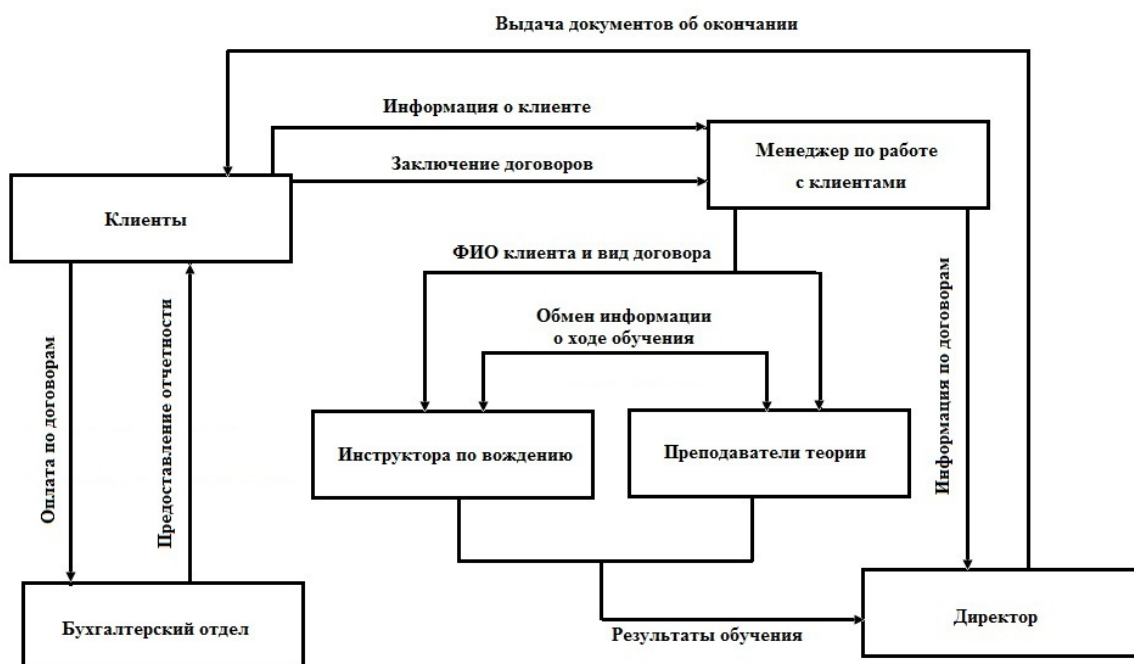 Выдача документов об окончании
Информация о клиенте
Менеджер по работе
с клиентами
Заключение договоров
Клиенты
ФИО клиента и вид договора
Обмен информации
о ходе обучения
Оплата по договорам
Предоставление отчетности
Информация по договорам
Инструктора по вождению
Преподаватели теории
Бухгалтерский отдел
Результаты обучения
Директор